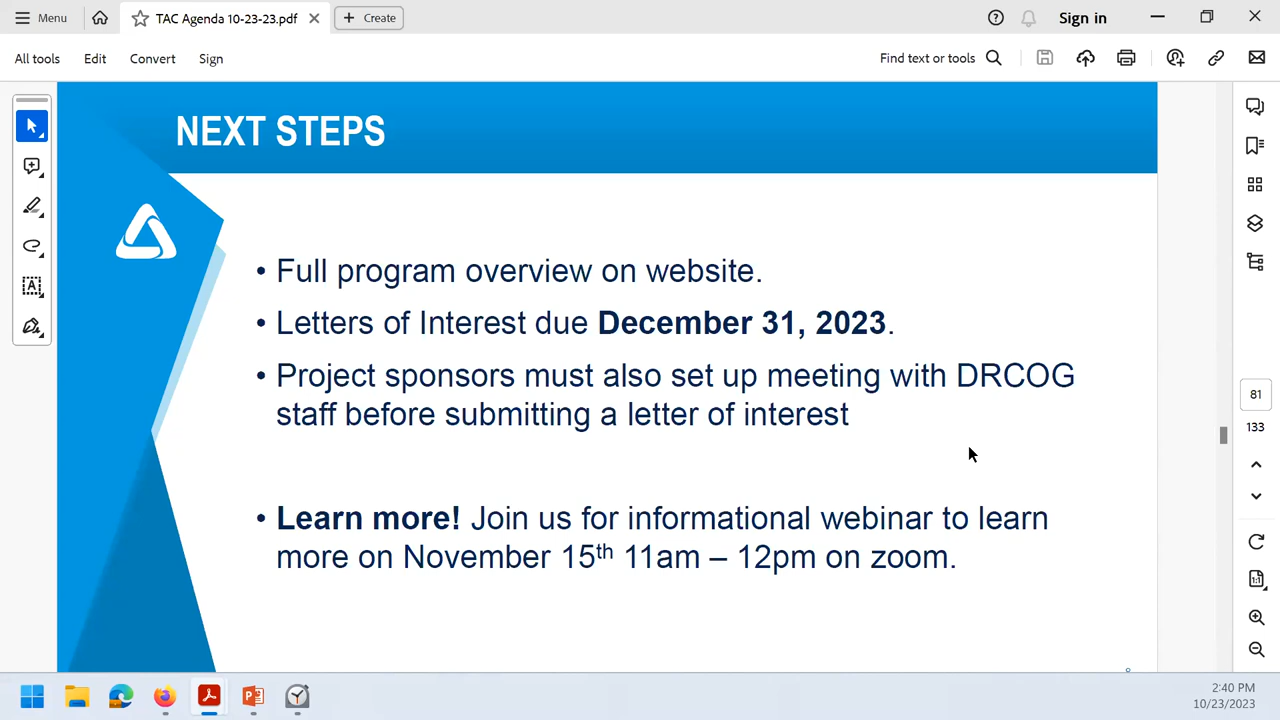 Menu
TAC Agenda 10-23-23.pdf
Create
Sign in
All tools
Edit
Convert
Sign
Find text or tools
NEXT STEPS
• Full program overview on website.
• Letters of Interest due December 31, 2023.
• Project sponsors must also set up meeting with DRCOG
staff before submitting a letter of interest
• Learn more! Join us for informational webinar to learn
more on November 15th 11am – 12pm on zoom.
81
133
2:40 PM
10/23/2023